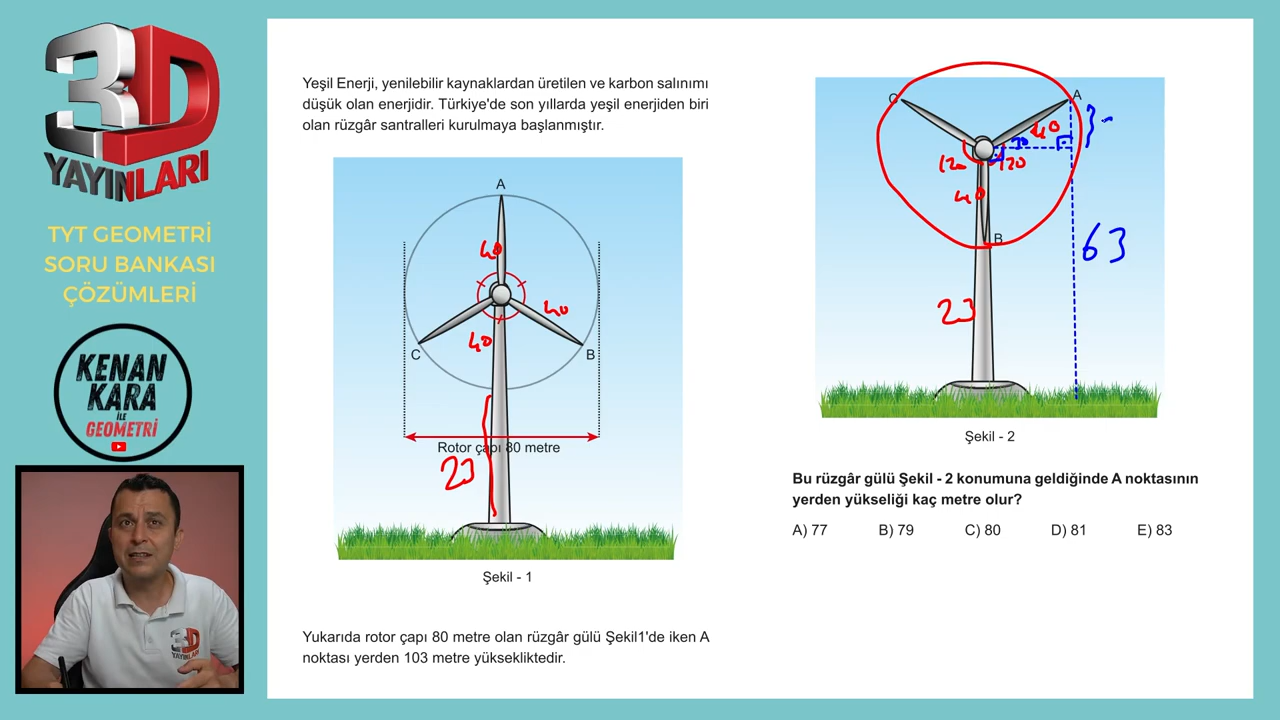 3D
YAYINLARI
TYT GEOMETRİ
SORU BANKASI
ÇÖZÜMLERİ
KENAN
KARA
İLE
GEOMETRİ
3D
YAYINLARI
Yeşil Enerji, yenilebilir kaynaklardan üretilen ve karbon salınımı
düşük olan enerjidir. Türkiye'de son yıllarda yeşil enerjiden biri
olan rüzgâr santralleri kurulmaya başlanmıştır.
A
40
40
40
C
B
Rotor çapı 80 metre
23
Şekil - 1
Yukarıda rotor çapı 80 metre olan rüzgâr gülü Şekil1'de iken A
noktası yerden 103 metre yüksekliktedir.
C
A
40
30
120
120
40
B
63
23
Şekil - 2
Bu rüzgâr gülü Şekil - 2 konumuna geldiğinde A noktasının
yerden yükseliği kaç metre olur?
A) 77 B) 79 C) 80 D) 81 E) 83